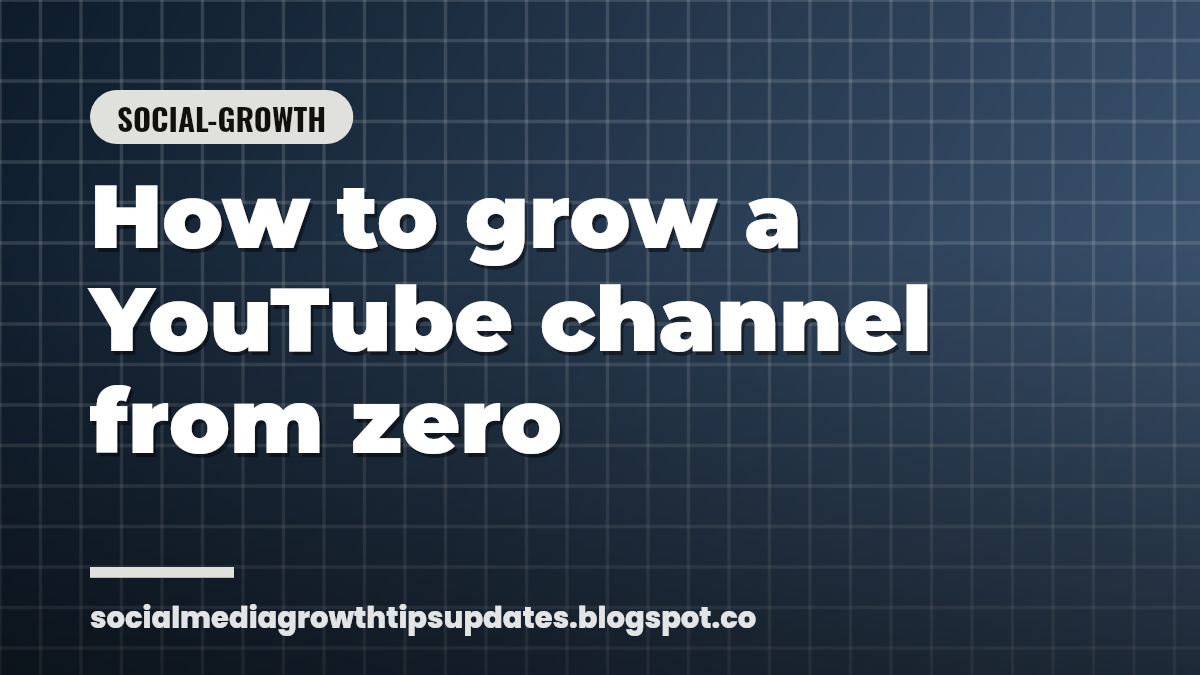 SOCIAL-GROWTH
How to grow a
YouTube channel
from zero
socialmediagrowthtipsupdates.blogspot.co